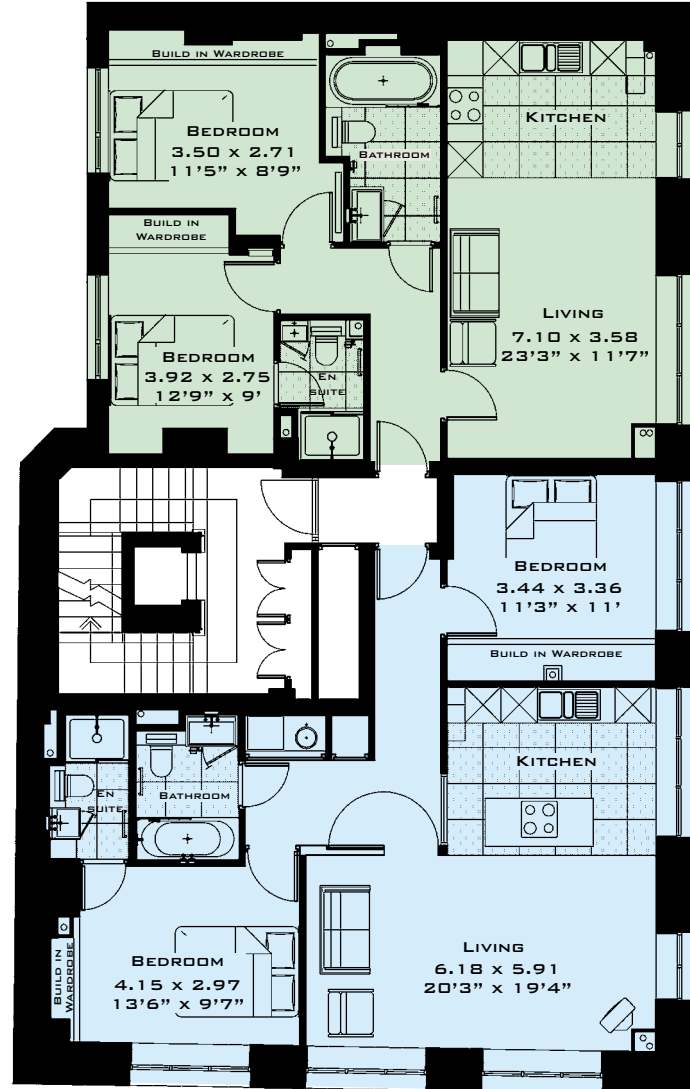 BUILD IN WARDROBE
BEDROOM
3.50 x 2.71
11'5" x 8'9"
BATHROOM
KITCHEN
BUILD IN
WARDROBE
LIVING
7.10 x 3.58
23'3" x 11'7"
BEDROOM
3.92 x 2.75
12'9" x 9'
EN
SUITE
BEDROOM
3.44 x 3.36
11'3" x 11'
BUILD IN WARDROBE
KITCHEN
EN
SUITE
BATHROOM
BUILD IN
WARDROBE
BEDROOM
4.15 x 2.97
13'6" x 9'7"
LIVING
6.18 x 5.91
20'3" x 19'4"